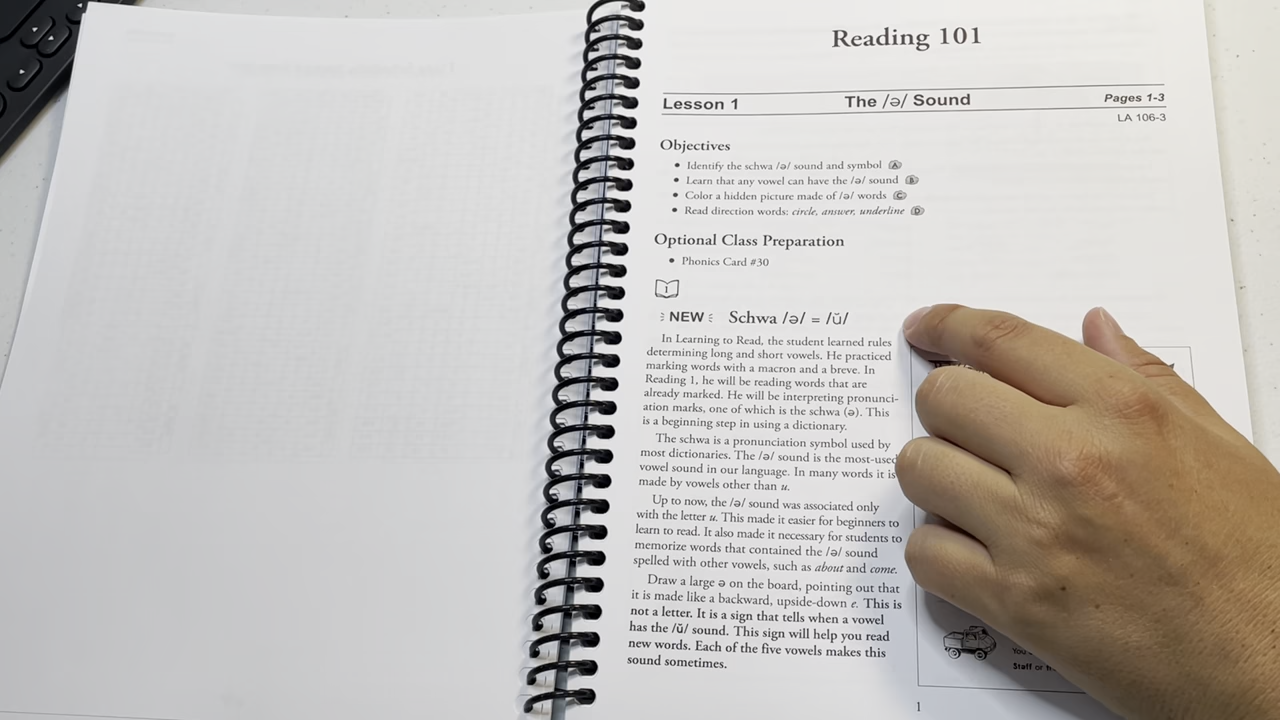 Reading 101
Lesson 1 The /ə/ Sound Pages 1-3
LA 106-3
Objectives
• Identify the schwa /ə/ sound and symbol A
• Learn that any vowel can have the /ə/ sound B
• Color a hidden picture made of /ə/ words C
• Read direction words: circle, answer, underline D
Optional Class Preparation
• Phonics Card #30
1
NEW Schwa /ə/ = /ŭ/
In Learning to Read, the student learned rules
determining long and short vowels. He practiced
marking words with a macron and a breve. In
Reading 1, he will be reading words that are
already marked. He will be interpreting pronunci-
ation marks, one of which is the schwa (ə). This
is a beginning step in using a dictionary.
The schwa is a pronunciation symbol used by
most dictionaries. The /ə/ sound is the most-used
vowel sound in our language. In many words it is
made by vowels other than u.
Up to now, the /ə/ sound was associated only
with the letter u. This made it easier for beginners to
learn to read. It also made it necessary for students to
memorize words that contained the /ə/ sound
spelled with other vowels, such as about and come.
Draw a large ə on the board, pointing out that
it is made like a backward, upside-down e. This is
not a letter. It is a sign that tells when a vowel
has the /ŭ/ sound. This sign will help you read
new words. Each of the five vowels makes this
sound sometimes.
Staff or
1